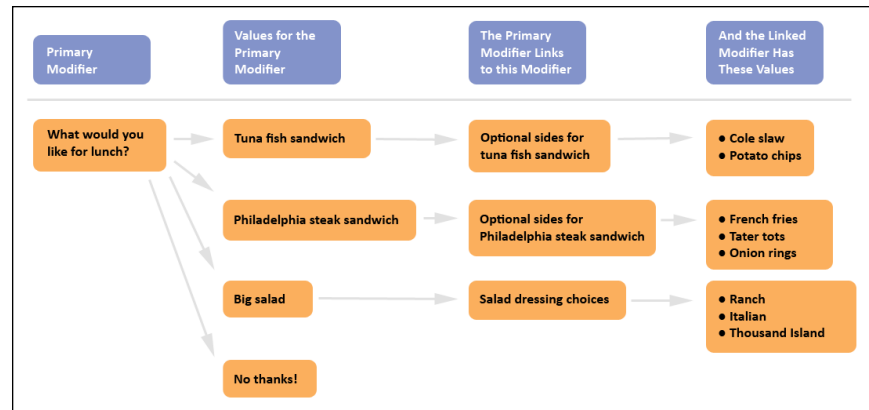 Primary
Modifier
Values for the
Primary
Modifier
The Primary
Modifier Links
to this Modifier
And the Linked
Modifier Has
These Values
What would you
like for lunch?
Tuna fish sandwich
Optional sides for
tuna fish sandwich
● Cole slaw
● Potato chips
Philadelphia steak sandwich
Optional sides for
Philadelphia steak sandwich
● French fries
● Tater tots
● Onion rings
Big salad
Salad dressing choices
● Ranch
● Italian
● Thousand Island
No thanks!